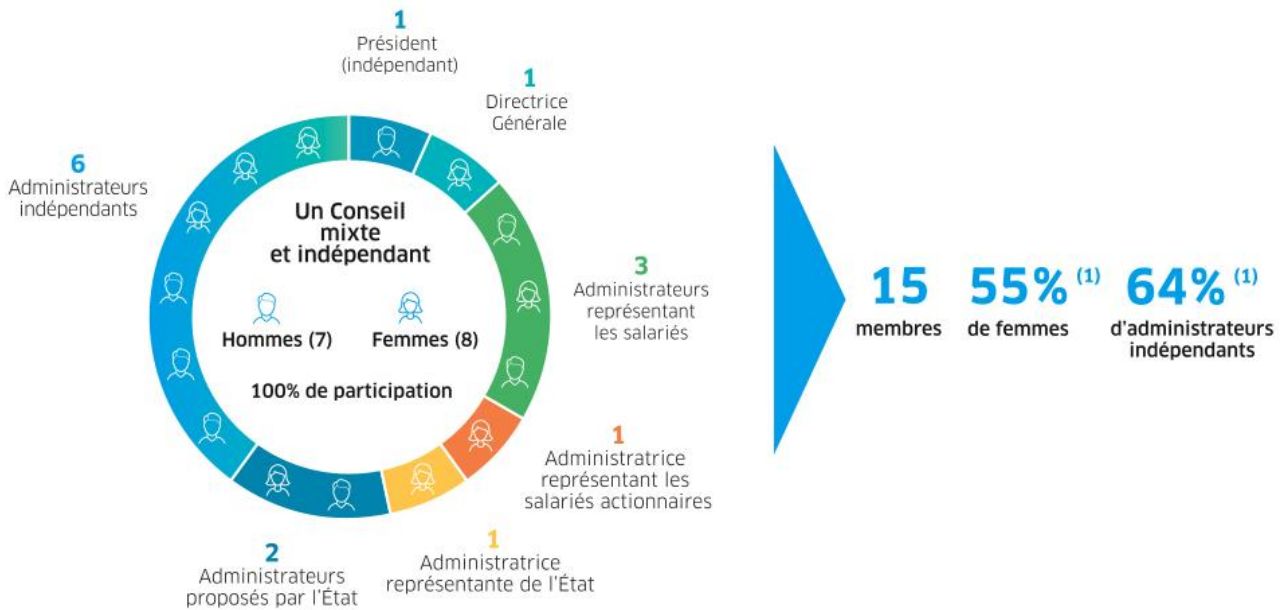 1
Président
(indépendant)
1
Directrice
Générale
6
Administrateurs
indépendants
Un Conseil
mixte
et indépendant
Hommes (7) Femmes (8)
100% de participation
3
Administrateurs
représentant
les salariés
1
Administratrice
représentant les
salariés actionnaires
1
Administratrice
représentante de l'État
2
Administrateurs
proposés par l'État
15 55% (1) 64% (1)
membres de femmes d'administrateurs
indépendants